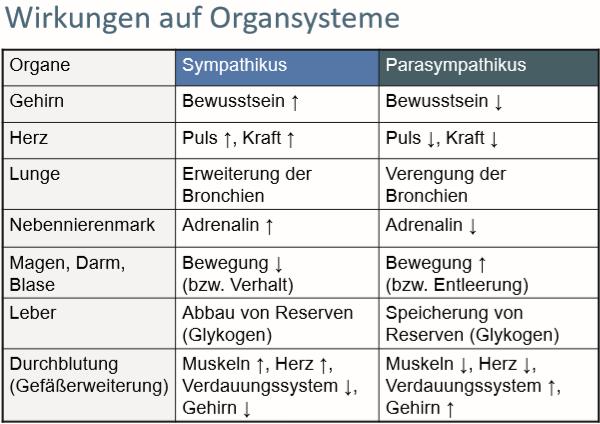 Wirkungen auf Organsysteme
Organe Sympathikus Parasympathikus
Gehirn Bewusstsein ↑ Bewusstsein ↓
Herz Puls ↑, Kraft ↑ Puls ↓, Kraft ↓
Lunge Erweiterung der Verengung der
Bronchien Bronchien
Nebennierenmark Adrenalin ↑ Adrenalin ↓
Magen, Darm, Bewegung ↓ Bewegung ↑
Blase (bzw. Verhalt) (bzw. Entleerung)
Leber Abbau von Reserven Speicherung von
(Glykogen) Reserven (Glykogen)
Durchblutung Muskeln ↑, Herz ↑, Muskeln ↓, Herz ↓,
(Gefäßerweiterung) Verdauungssystem ↓, Verdauungssystem ↑,
Gehirn ↓ Gehirn ↑